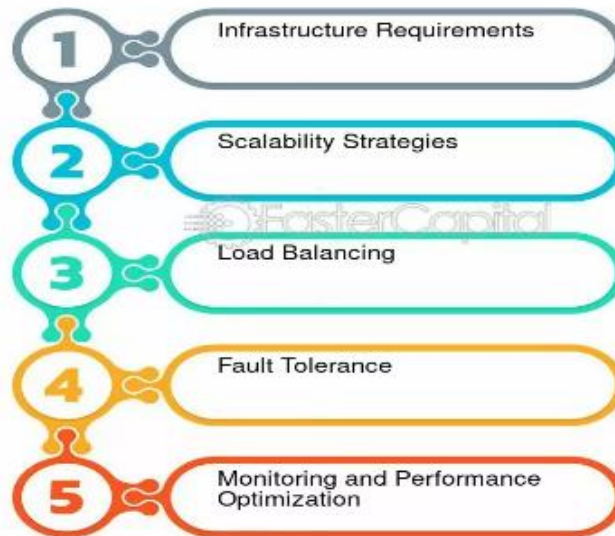 1
Infrastructure Requirements
2
Scalability Strategies
FasterCapital
3
Load Balancing
4
Fault Tolerance
5
Monitoring and Performance
Optimization